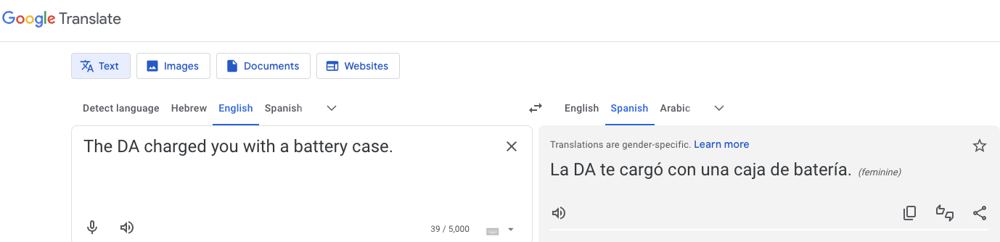 Google Translate
Text Images Documents Websites
Detect language Hebrew English Spanish English Spanish Arabic
The DA charged you with a battery case.
Translations are gender-specific. Learn more
La DA te cargó con una caja de batería. (feminine)
39 / 5,000